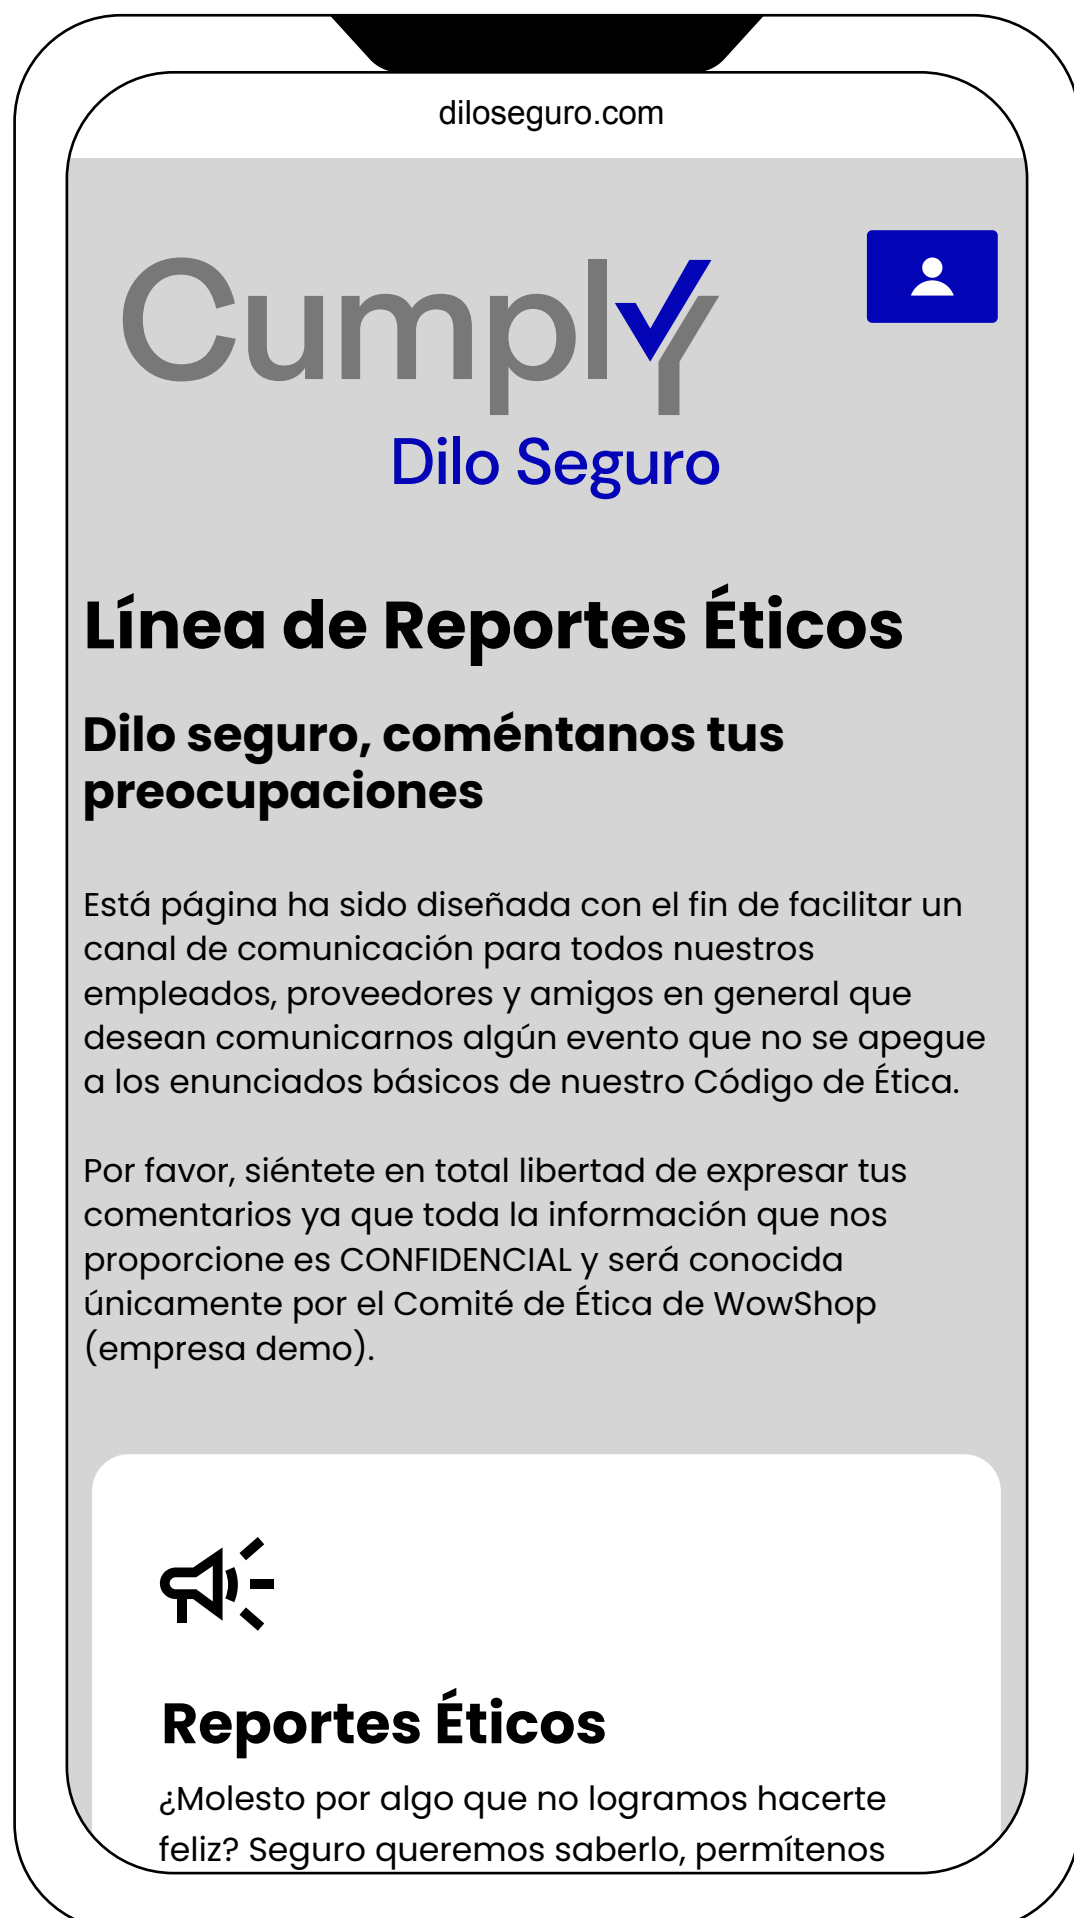 diloseguro.com
Cumply
Dilo Seguro
Línea de Reportes Éticos
Dilo seguro, coméntanos tus
preocupaciones
Está página ha sido diseñada con el fin de facilitar un
canal de comunicación para todos nuestros
empleados, proveedores y amigos en general que
desean comunicarnos algún evento que no se apegue
a los enunciados básicos de nuestro Código de Ética.
Por favor, siéntete en total libertad de expresar tus
comentarios ya que toda la información que nos
proporcione es CONFIDENCIAL y será conocida
únicamente por el Comité de Ética de WowShop
(empresa demo).
Reportes Éticos
¿Molesto por algo que no logramos hacerte
feliz? Seguro queremos saberlo, permítenos